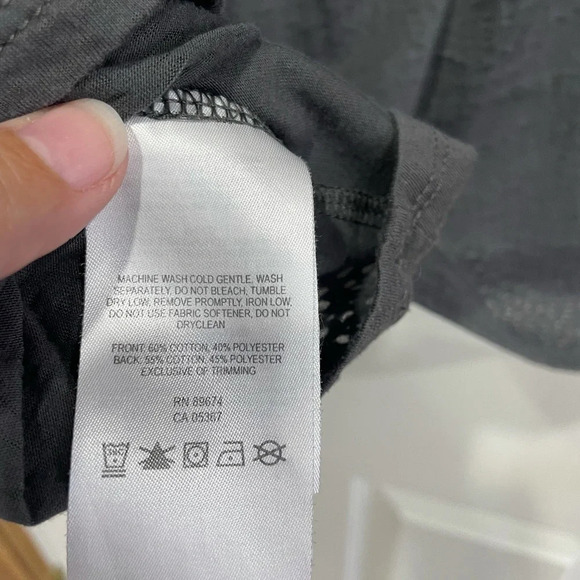 MACHINE WASH COLD GENTLE, WASH
SEPARATELY, DO NOT BLEACH, TUMBLE
DRY LOW, REMOVE PROMPTLY, IRON LOW,
DO NOT USE FABRIC SOFTENER, DO NOT
DRYCLEAN
FRONT: 60% COTTON, 40% POLYESTER
BACK: 55% COTTON, 45% POLYESTER
EXCLUSIVE OF TRIMMING
RN 89674
CA 05367